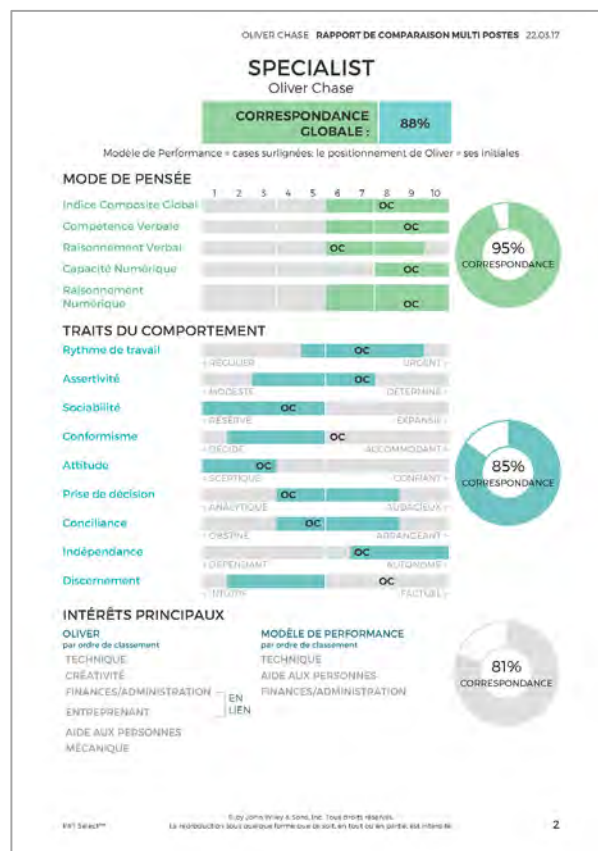 OLIVER CHASE RAPPORT DE COMPARAISON MULTI POSTES 22.03.17
SPECIALIST
Oliver Chase
CORRESPONDANCE
GLOBALE :
88%
Modèle de Performance = cases surlignées; le positionnement de Oliver = ses initiales
MODE DE PENSÉE
1 2 3 4 5 6 7 8 9 10
Indice Composite Global
OC
Compétence Verbale
OC
Raisonnement Verbal
OC
Capacité Numérique
OC
Raisonnement
Numérique
OC
95%
CORRESPONDANCE
TRAITS DU COMPORTEMENT
Rythme de travail
OC
< RÉGULIER URGENT >
Assertivité
OC
< MODESTE DÉTERMINÉ >
Sociabilité
OC
< RÉSERVÉ EXPANSIF >
Conformisme
OC
< DÉCIDÉ ACCOMMODANT >
Attitude
OC
< SCEPTIQUE CONFIANT >
Prise de décision
OC
< ANALYTIQUE AUDACIEUX >
Conciliance
OC
< OBSTINÉ ARRANGEANT >
Indépendance
OC
< DÉPENDANT AUTONOME >
Discernement
OC
< INTUITIF FACTUEL >
85%
CORRESPONDANCE
INTÉRÊTS PRINCIPAUX
OLIVER
par ordre de classement
TECHNIQUE
CRÉATIVITÉ
FINANCES/ADMINISTRATION
ENTREPRENANT
EN
LIEN
AIDE AUX PERSONNES
MÉCANIQUE
MODÈLE DE PERFORMANCE
par ordre de classement
TECHNIQUE
AIDE AUX PERSONNES
FINANCES/ADMINISTRATION
81%
CORRESPONDANCE
PXT Select™
© by John Wiley & Sons, Inc. Tous droits réservés.
La reproduction sous quelque forme que ce soit, en tout ou en partie, est interdite.
2